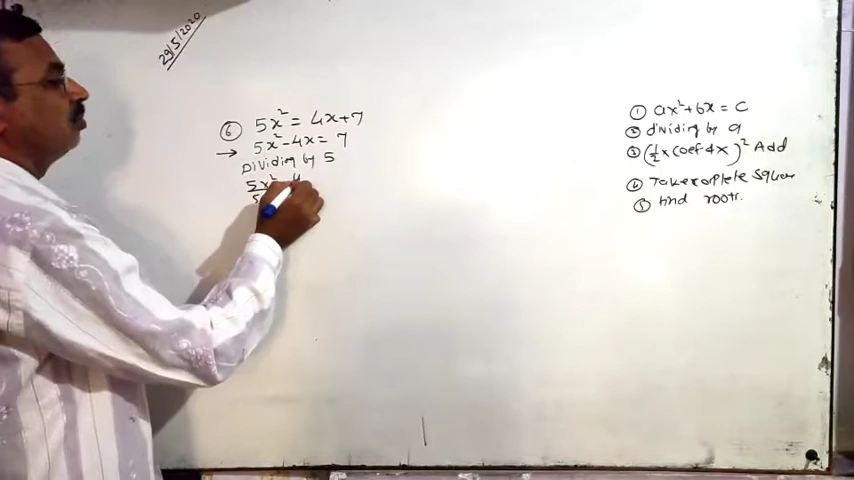 29/5/2020
⑥ 5x² = 4x+7
→ 5x²-4x = 7
Dividing by 5
5x² 4
5
① ax²+bx = c
② dividing by a
③ (½ x coef 4 x)² Add
④ Take complete square
⑤ find roots.